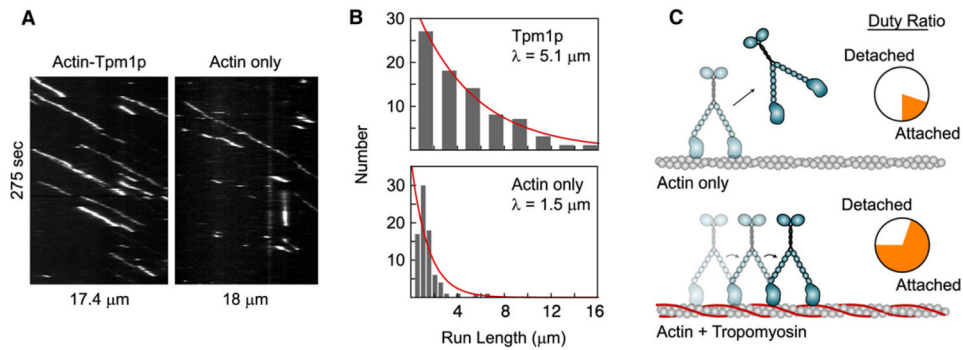 A
Actin-Tpm1p
Actin only
275 sec
17.4 μm
18 μm
B
30
20
10
Tpm1p
λ = 5.1 μm
Number
30
20
10
Actin only
λ = 1.5 μm
4 8 12 16
Run Length (μm)
C
Duty Ratio
Detached
Attached
Actin only
Detached
Attached
Actin + Tropomyosin